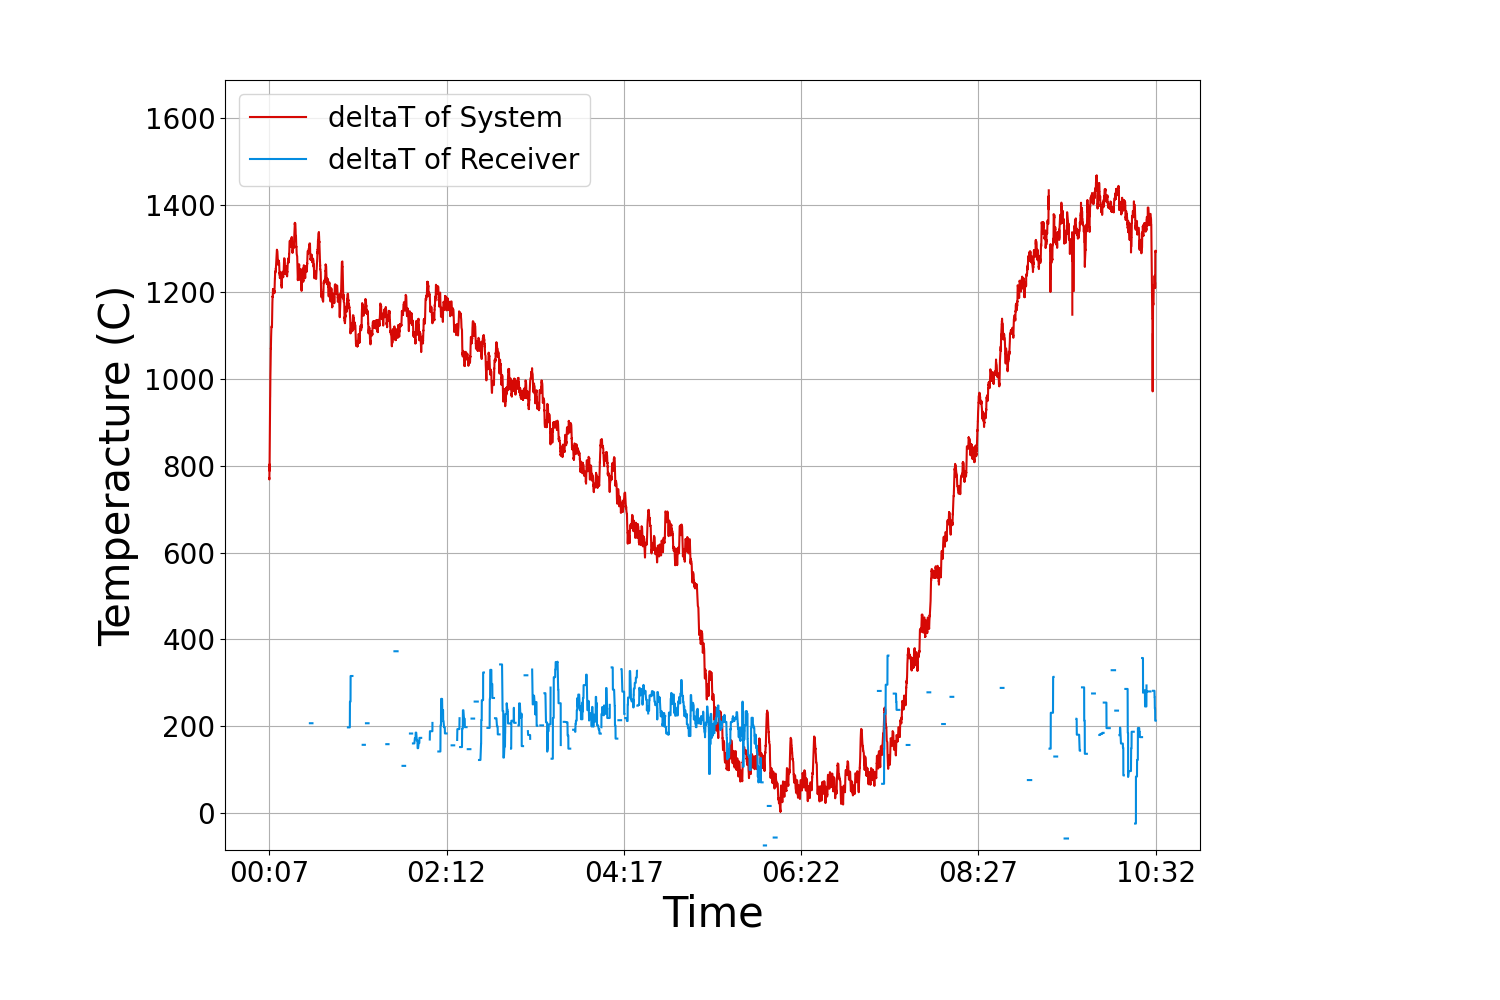 deltaT of System
deltaT of Receiver
1600
1400
1200
1000
800
600
400
200
0
Temperacture (C)
00:07 02:12 04:17 06:22 08:27 10:32
Time